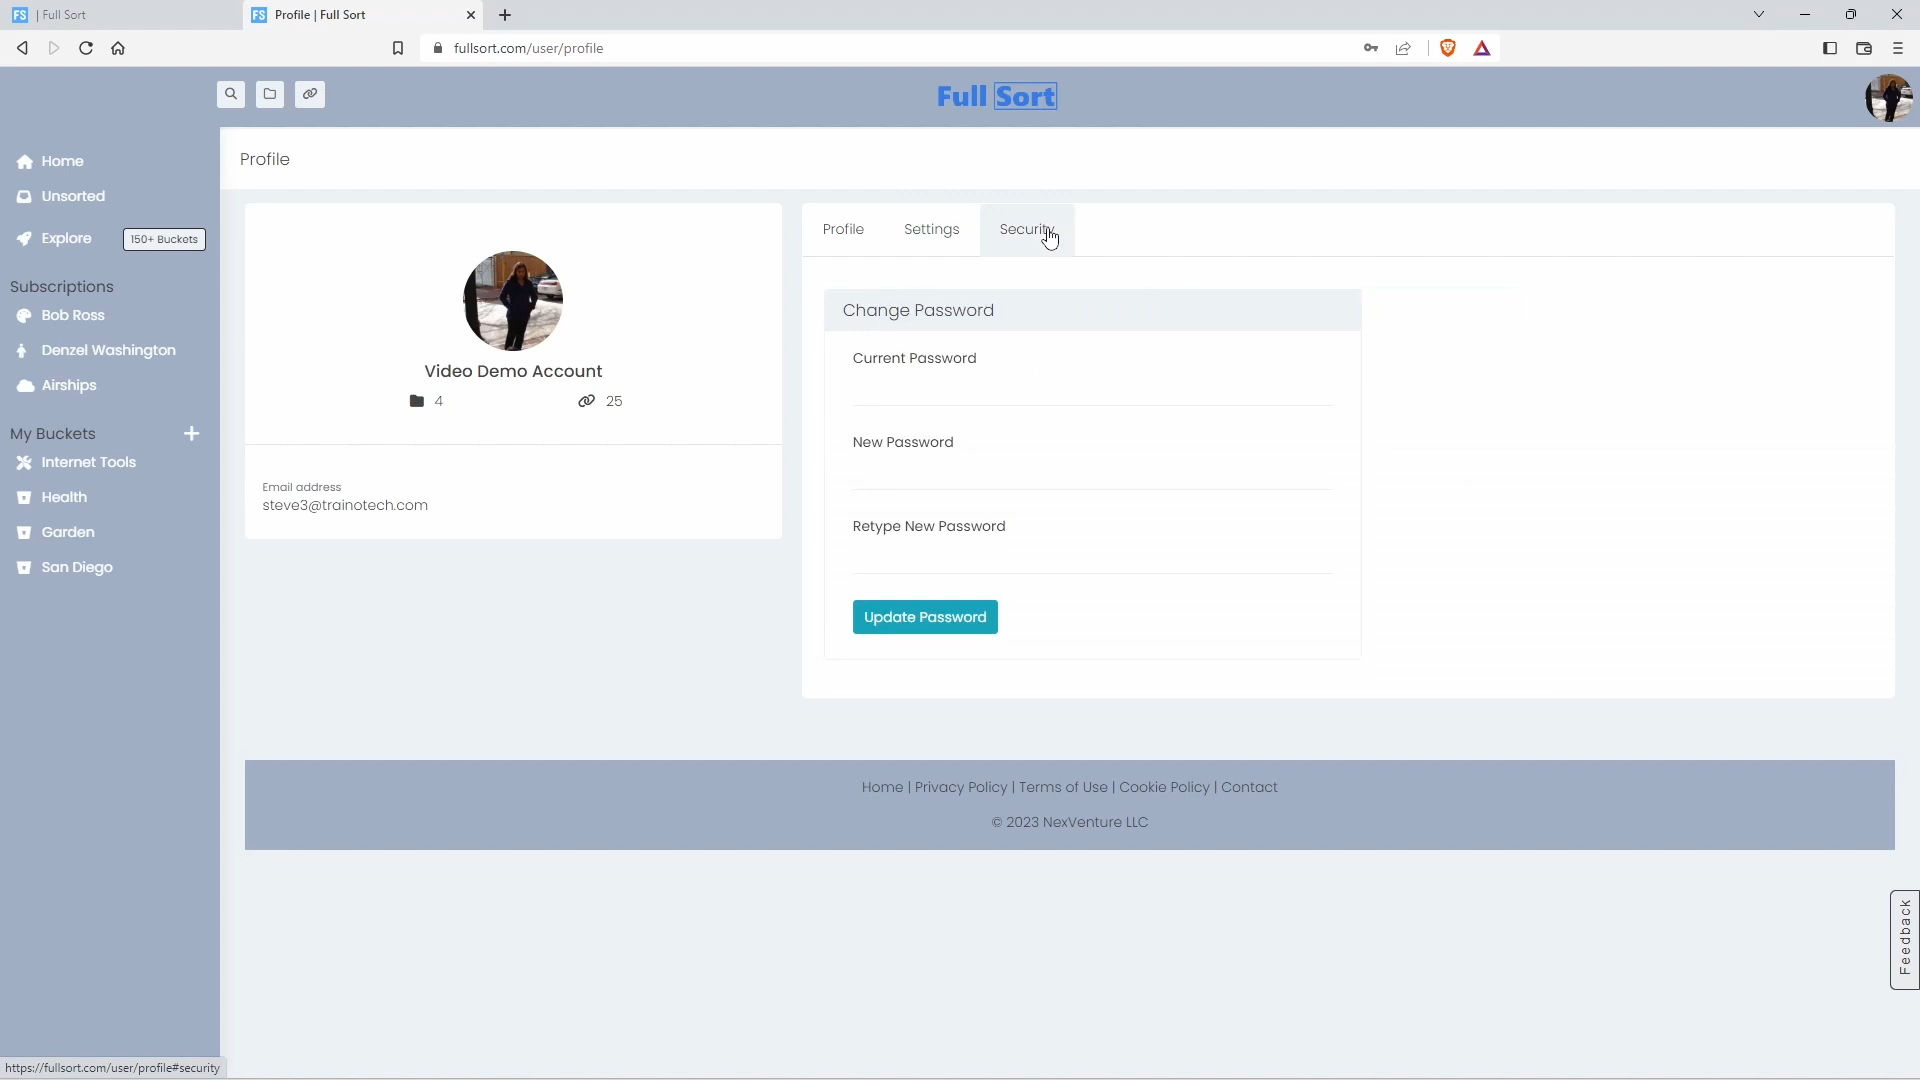 FS | Full Sort
FS Profile | Full Sort
fullsort.com/user/profile
Full Sort
Home
Unsorted
Explore
150+ Buckets
Subscriptions
Bob Ross
Denzel Washington
Airships
My Buckets
Internet Tools
Health
Garden
San Diego
Profile
Video Demo Account
4
25
Email address
steve3@trainotech.com
Profile
Settings
Security
Change Password
Current Password
New Password
Retype New Password
Update Password
Home | Privacy Policy | Terms of Use | Cookie Policy | Contact
© 2023 NexVenture LLC
Feedback
https://fullsort.com/user/profile#security